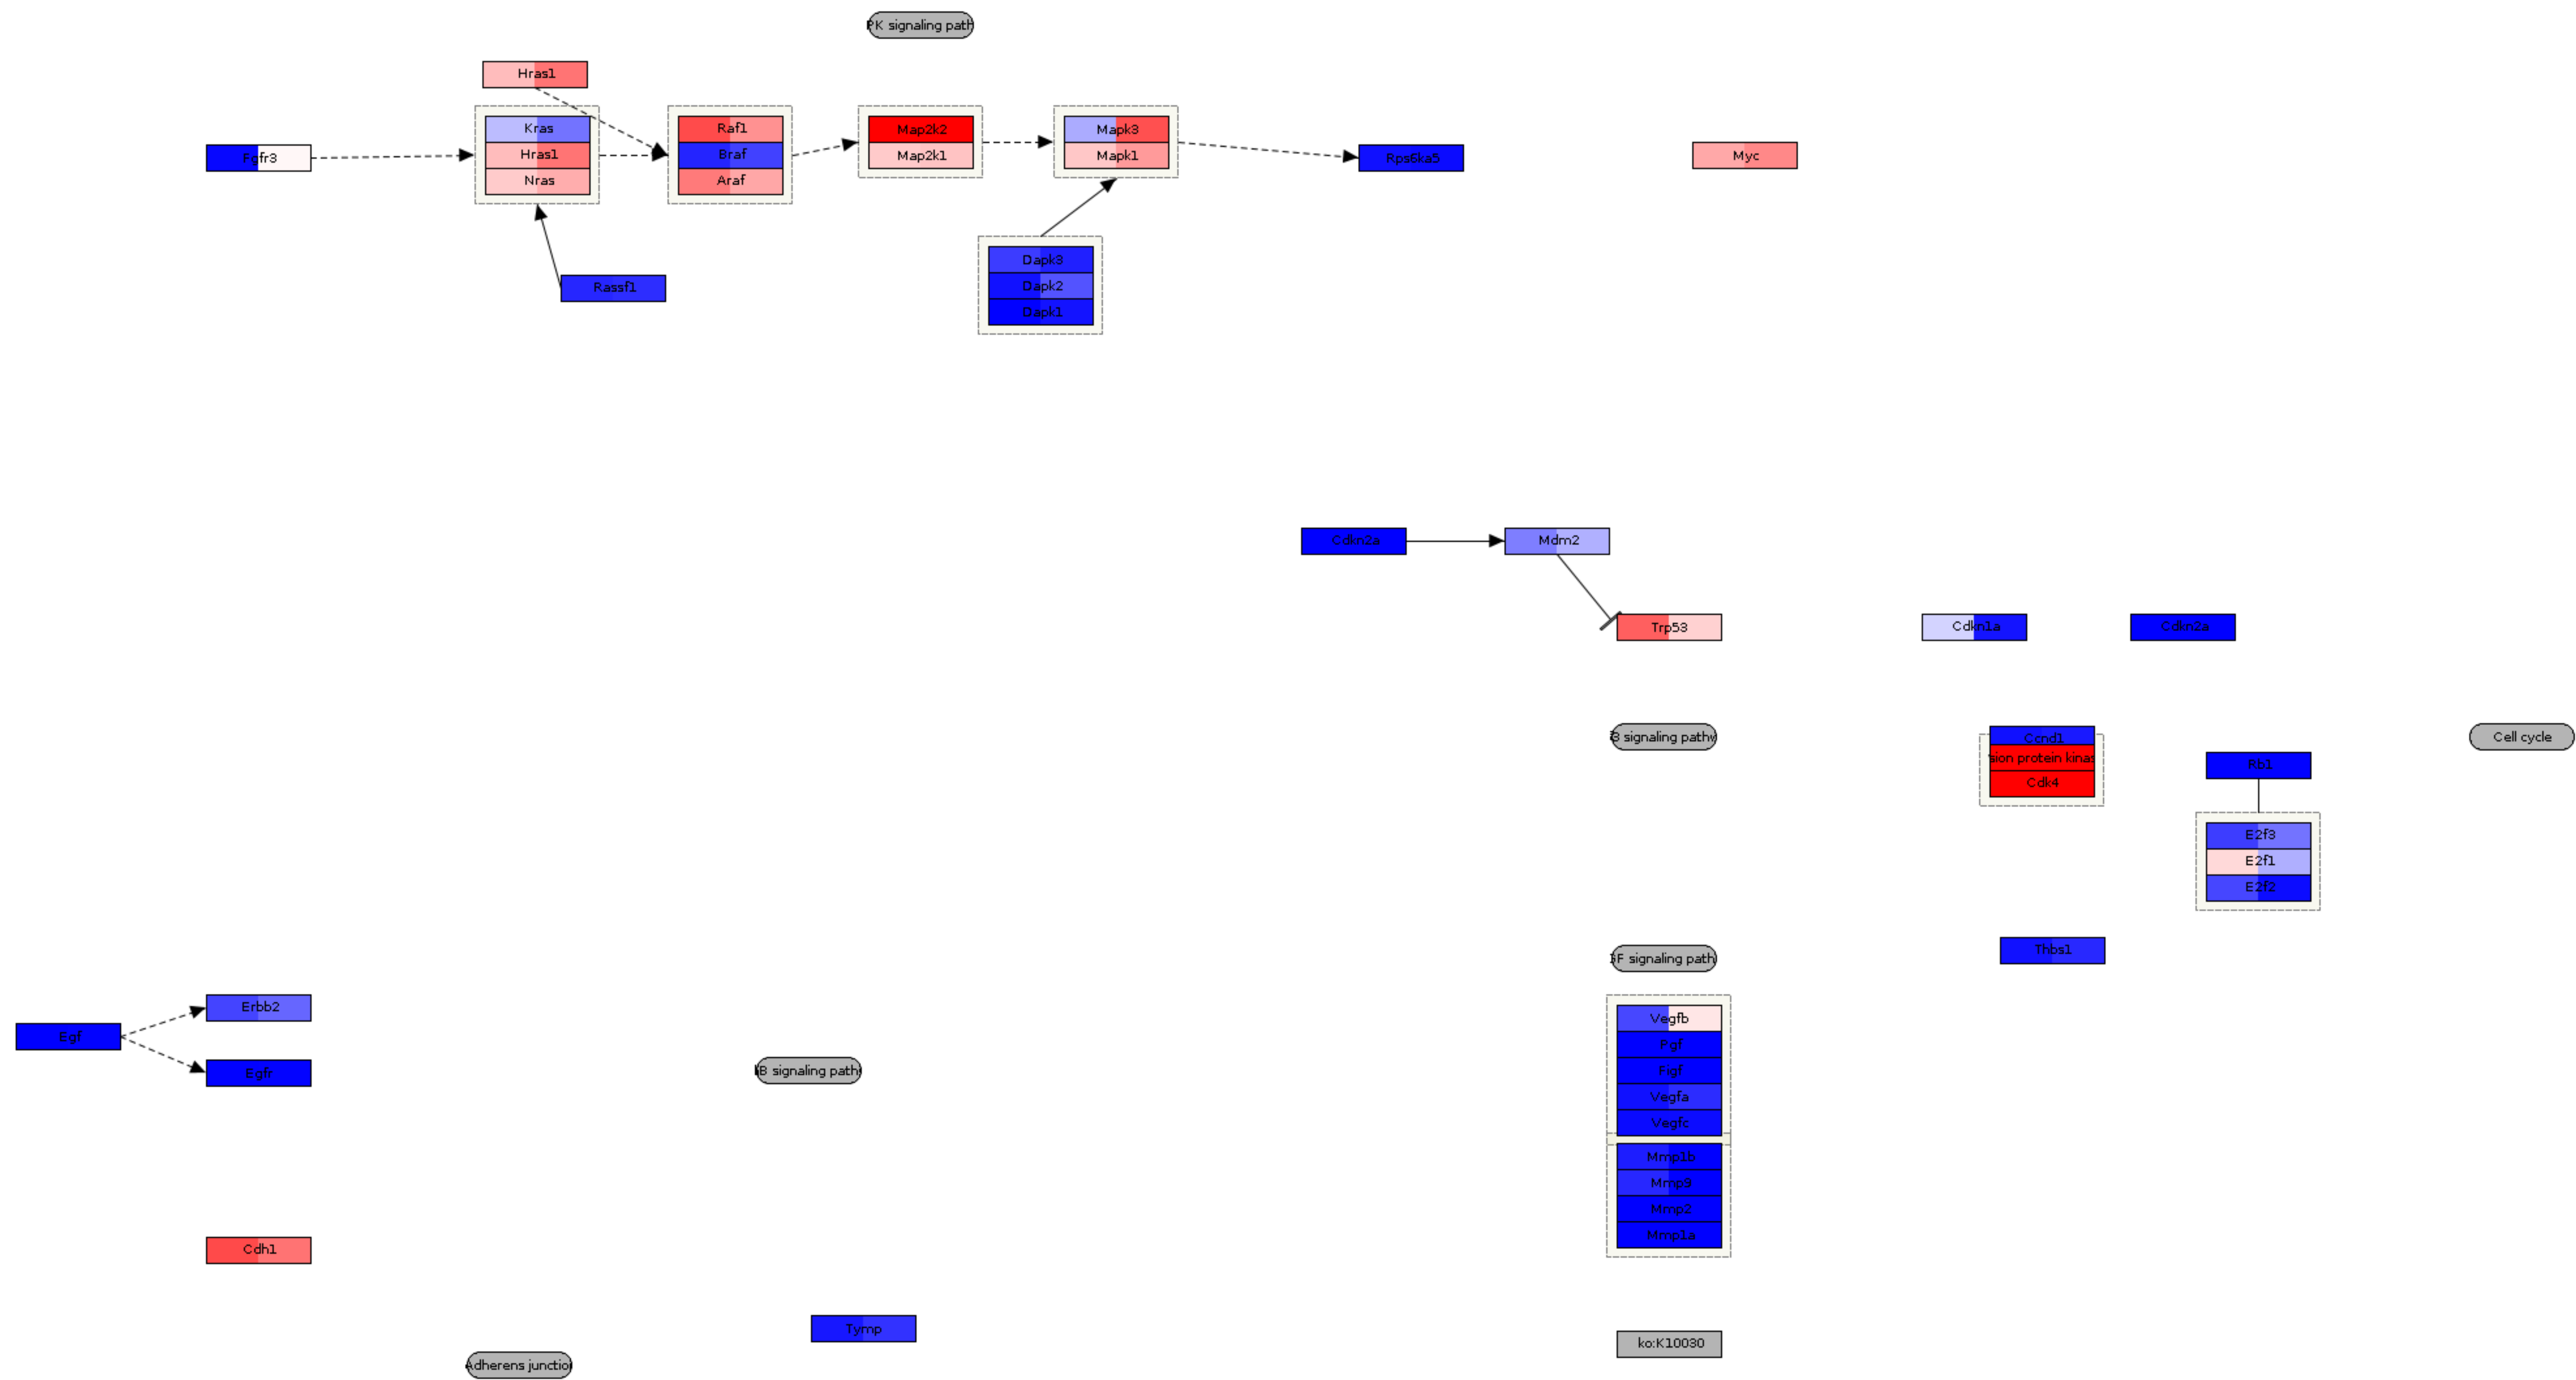 PK signaling path
Hras1
Kras
Hras1
Nras
Raf1
Braf
Araf
Map2k2
Map2k1
Mapk3
Mapk1
Fgfr3
Rps6ka5
Myc
Rassf1
Dapk3
Dapk2
Dapk1
Cdkn2a
Mdm2
Trp53
Cdkn1a
Cdkn2a
3 signaling pathw
Ccnd1
sion protein kinas
Cdk4
Rb1
Cell cycle
E2f3
E2f1
E2f2
GF signaling path
Thbs1
Erbb2
Egf
Egfr
bB signaling path
Vegfb
Pgf
Figf
Vegfa
Vegfc
Mmp1b
Mmp9
Mmp2
Mmp1a
Cdh1
Tymp
ko:K10030
Adherens junctio